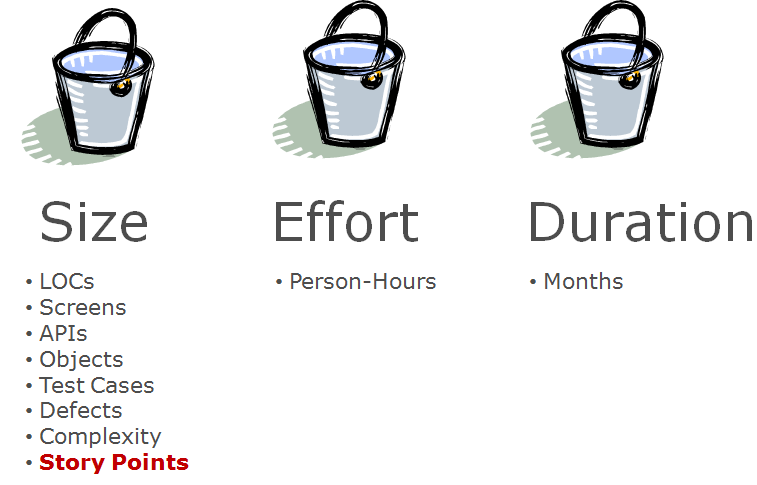 Size
• LOCs
• Screens
• APIs
• Objects
• Test Cases
• Defects
• Complexity
• Story Points
Effort
• Person-Hours
Duration
• Months